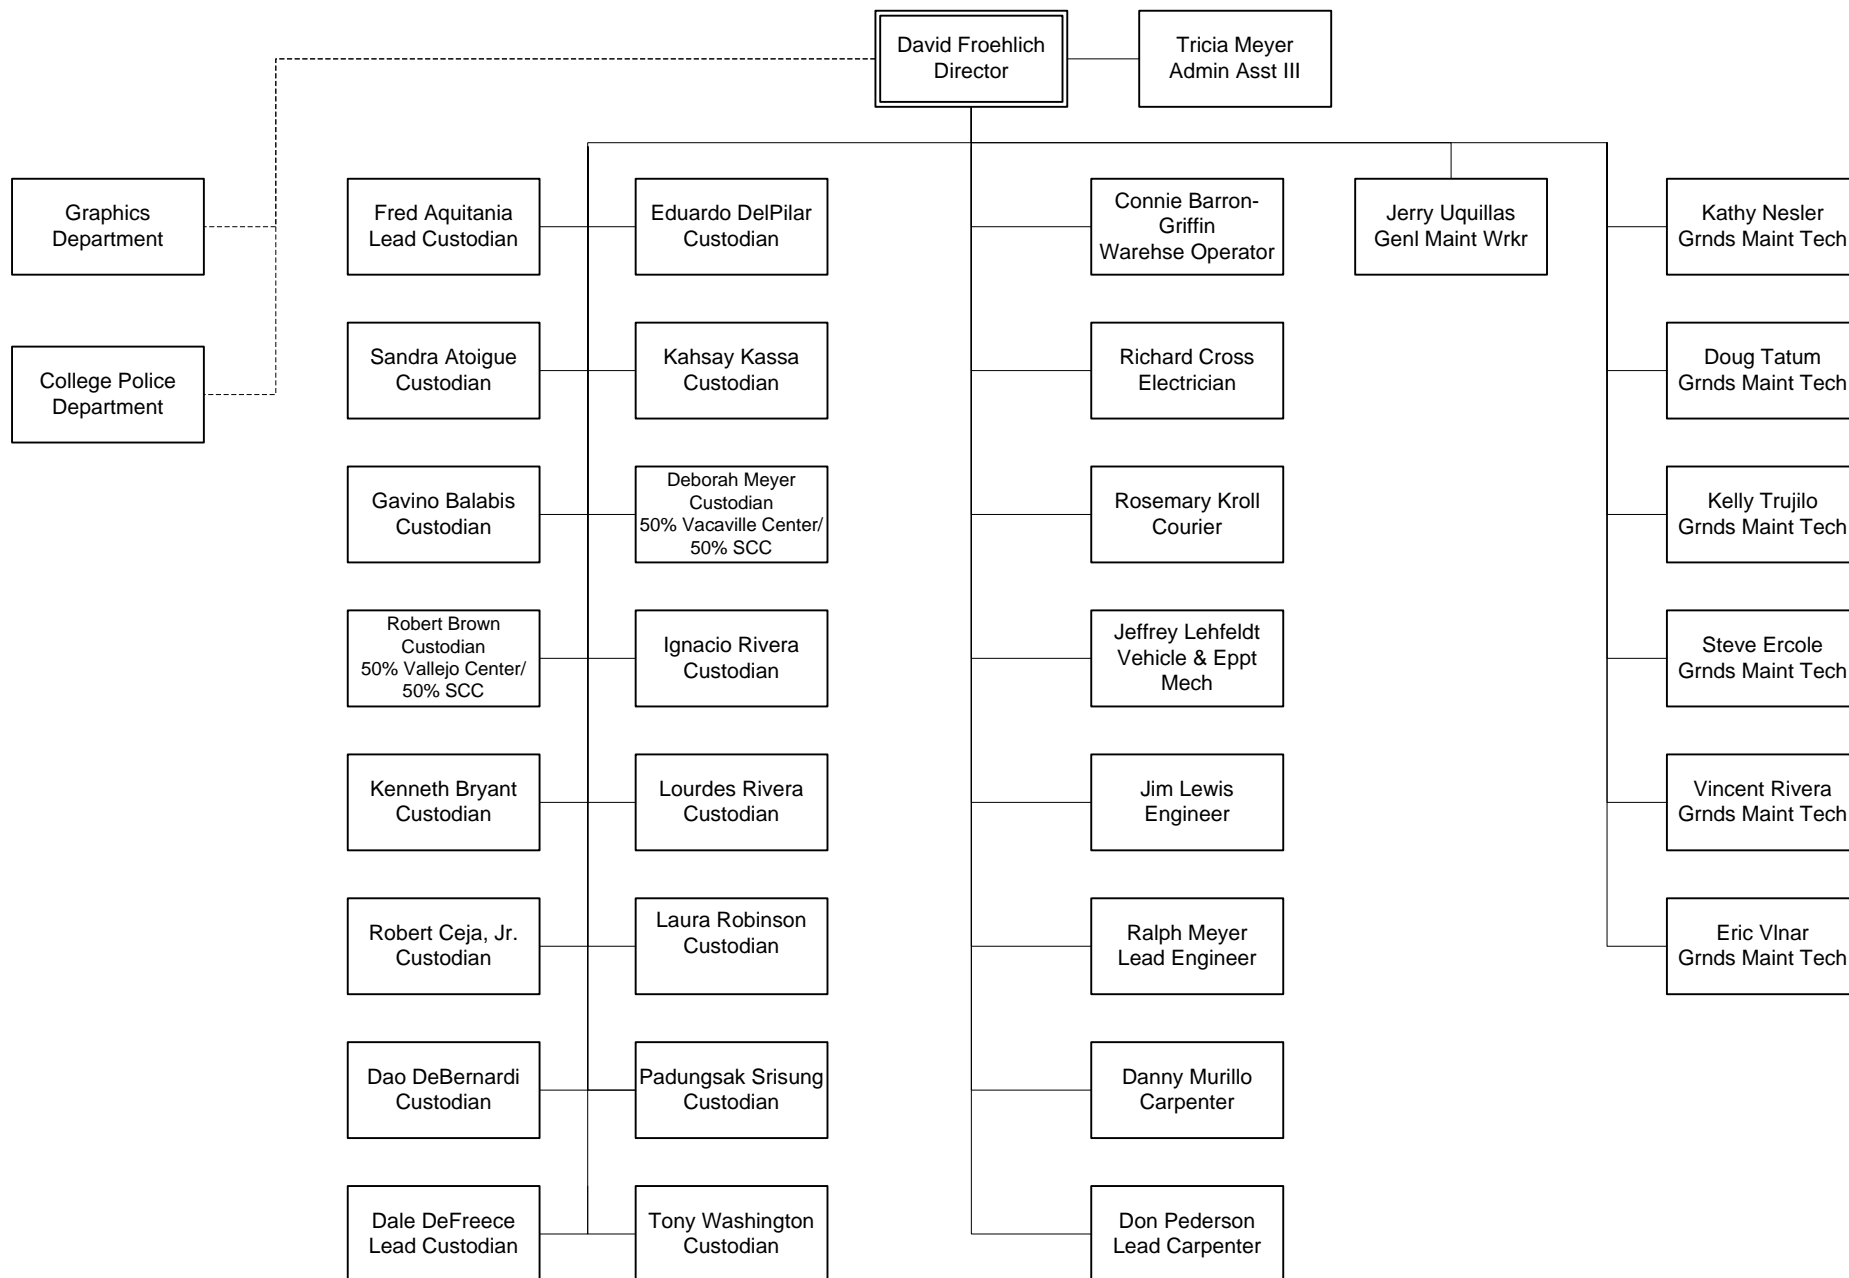 David Froehlich
Director
Tricia Meyer
Admin Asst III
Graphics
Department
College Police
Department
Fred Aquitania
Lead Custodian
Sandra Atoigue
Custodian
Gavino Balabis
Custodian
Robert Brown
Custodian
50% Vallejo Center/
50% SCC
Kenneth Bryant
Custodian
Robert Ceja, Jr.
Custodian
Dao DeBernardi
Custodian
Dale DeFreece
Lead Custodian
Eduardo DelPilar
Custodian
Kahsay Kassa
Custodian
Deborah Meyer
Custodian
50% Vacaville Center/
50% SCC
Ignacio Rivera
Custodian
Lourdes Rivera
Custodian
Laura Robinson
Custodian
Padungsak Srisung
Custodian
Tony Washington
Custodian
Connie Barron-
Griffin
Warehse Operator
Richard Cross
Electrician
Rosemary Kroll
Courier
Jeffrey Lehfeldt
Vehicle & Eppt
Mech
Jim Lewis
Engineer
Ralph Meyer
Lead Engineer
Danny Murillo
Carpenter
Don Pederson
Lead Carpenter
Jerry Uquillas
Genl Maint Wrkr
Kathy Nesler
Grnds Maint Tech
Doug Tatum
Grnds Maint Tech
Kelly Trujilo
Grnds Maint Tech
Steve Ercole
Grnds Maint Tech
Vincent Rivera
Grnds Maint Tech
Eric Vlnar
Grnds Maint Tech